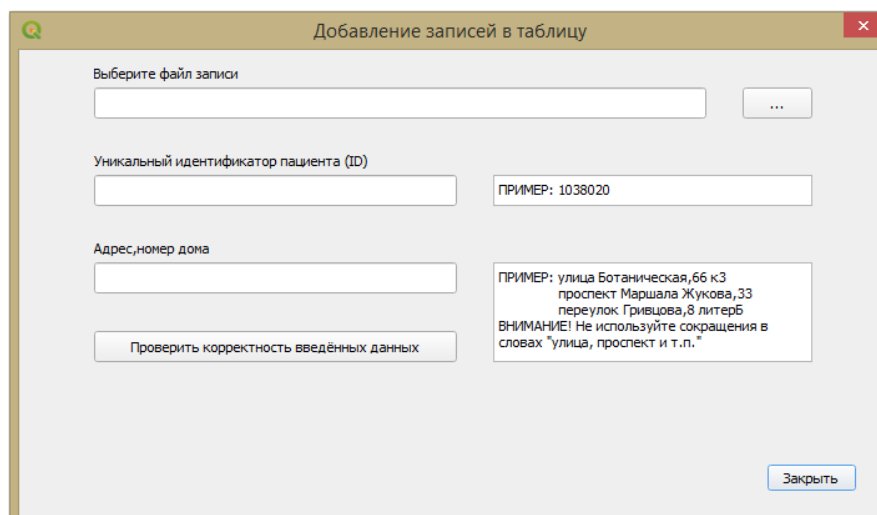 Добавление записей в таблицу
Выберите файл записи
...
Уникальный идентификатор пациента (ID)
ПРИМЕР: 1038020
Адрес,номер дома
ПРИМЕР: улица Ботаническая,66 к3
проспект Маршала Жукова,33
переулок Гривцова,8 литерБ
ВНИМАНИЕ! Не используйте сокращения в
словах "улица, проспект и т.п."
Проверить корректность введённых данных
Закрыть